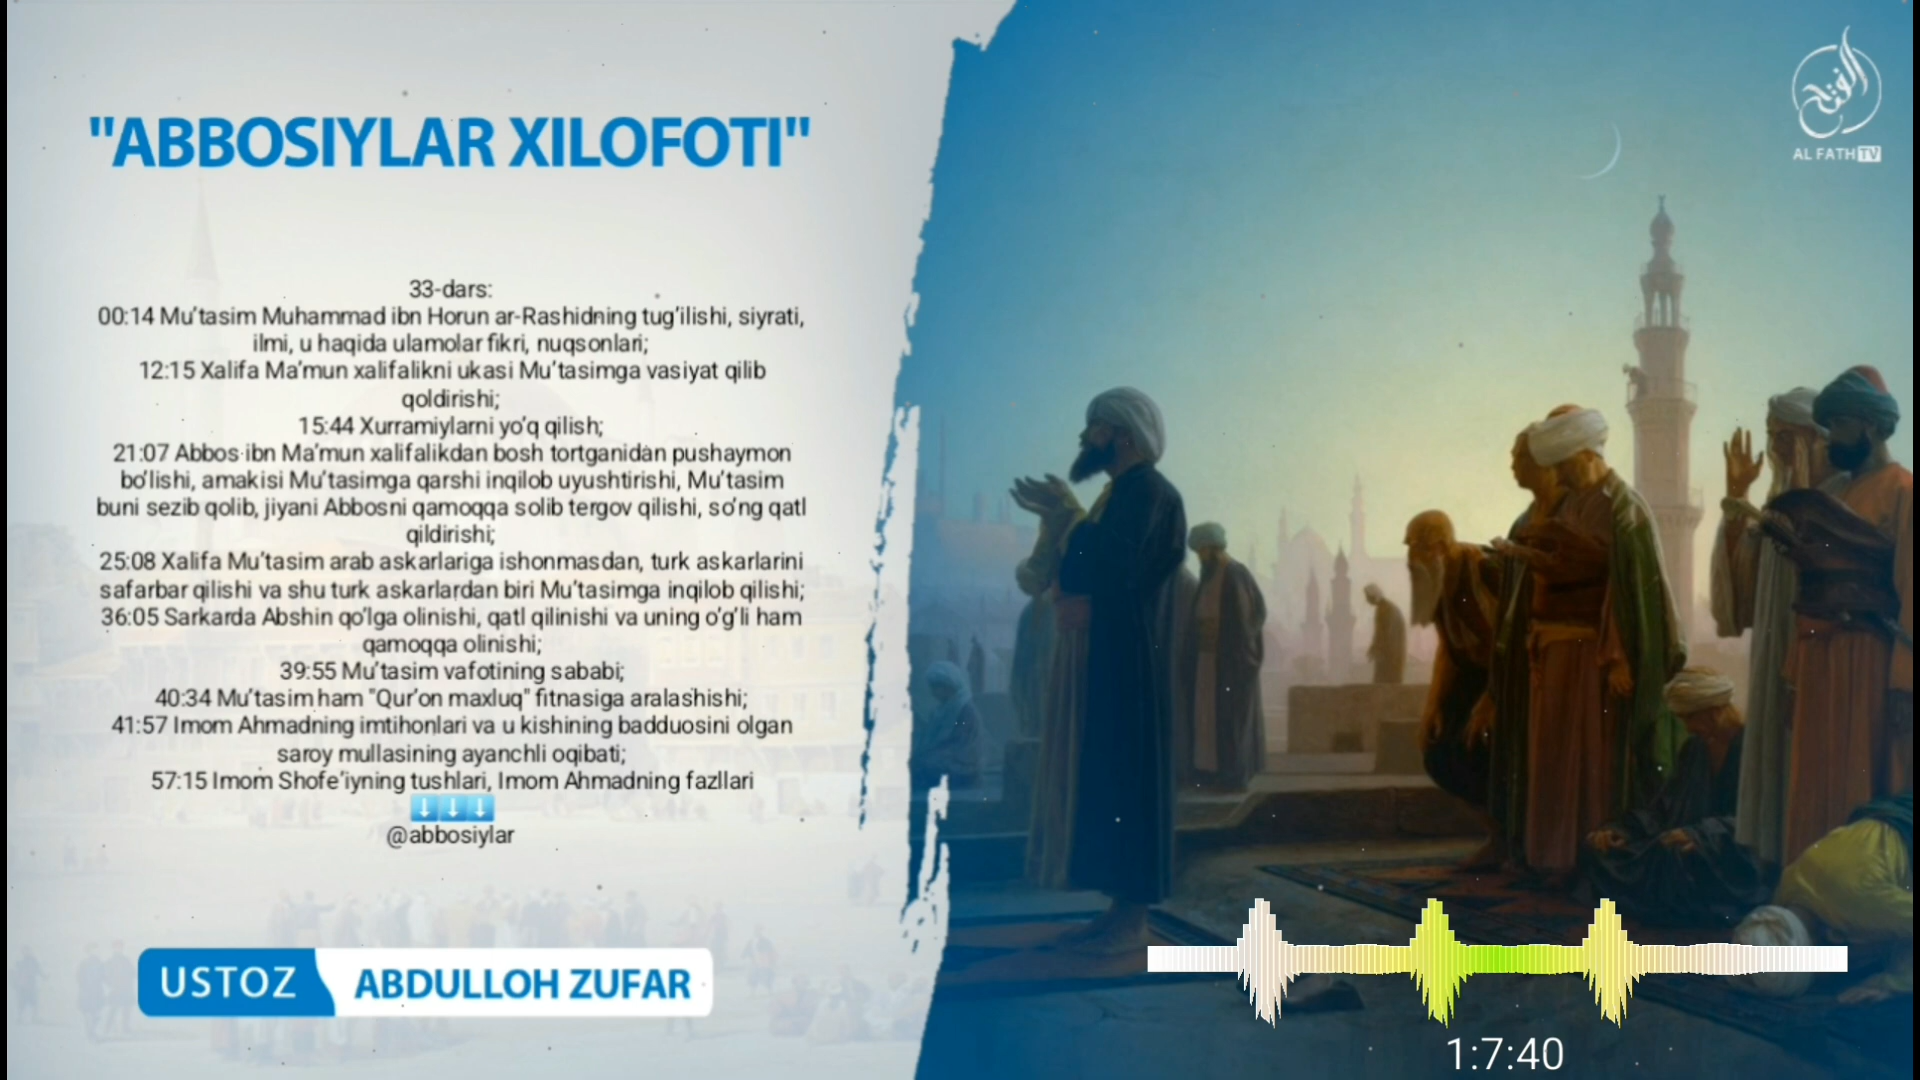 "ABBOSIYLAR XILOFOTI"
33-dars:
00:14 Mu'tasim Muhammad ibn Horun ar-Rashidning tug'ilishi, siyrati,
ilmi, u haqida ulamolar fikri, nuqsonlari;
12:15 Xalifa Ma'mun xalifalikni ukasi Mu'tasimga vasiyat qilib
qoldirishi;
15:44 Xurramiylarni yo'q qilish;
21:07 Abbos ibn Ma'mun xalifalikdan bosh tortganidan pushaymon
bo'lishi, amakisi Mu'tasimga qarshi inqilob uyushtirishi, Mu'tasim
buni sezib qolib, jiyani Abbosni qamoqqa solib tergov qilishi, so'ng qatl
qildirishi;
25:08 Xalifa Mu'tasim arab askarlariga ishonmasdan, turk askarlarini
safarbar qilishi va shu turk askarlardan biri Mu'tasimga inqilob qilishi;
36:05 Sarkarda Abshin qo'lga olinishi, qatl qilinishi va uning o'g'li ham
qamoqqa olinishi;
39:55 Mu'tasim vafotining sababi;
40:34 Mu'tasim ham "Qur'on maxluq" fitnasiga aralashishi;
41:57 Imom Ahmadning imtihonlari va u kishining badduosini olgan
saroy mullasining ayanchli oqibati;
57:15 Imom Shofe'iyning tushlari, Imom Ahmadning fazllari
⬇️⬇️⬇️
@abbosiylar
USTOZ ABDULLOH ZUFAR
الفتح
AL FATH TV
1:7:40